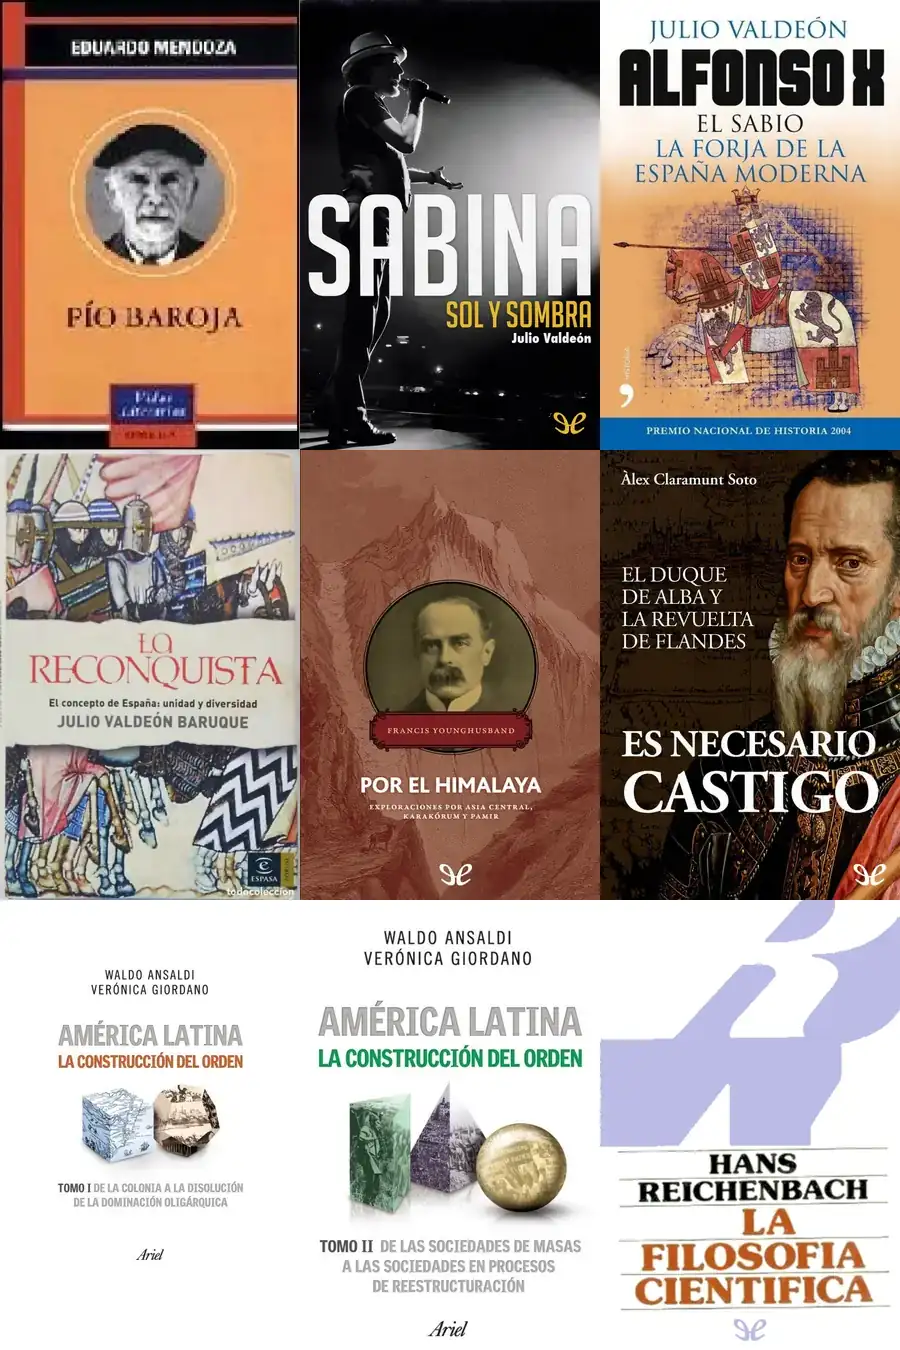 EDUARDO MENDOZA
PÍO BAROJA
Vidas
Literarias
SABINA
SOL Y SOMBRA
Julio Valdeón
JULIO VALDEÓN
ALFONSO X
EL SABIO
LA FORJA DE LA
ESPAÑA MODERNA
PREMIO NACIONAL DE HISTORIA 2004
LA
RECONQUISTA
El concepto de España: unidad y diversidad
JULIO VALDEÓN BARUQUE
ESPASA
todocoleccion
FRANCIS YOUNGHUSBAND
POR EL HIMALAYA
EXPLORACIONES POR ASIA CENTRAL,
KARAKÓRUM Y PAMIR
Àlex Claramunt Soto
EL DUQUE
DE ALBA Y
LA REVUELTA
DE FLANDES
ES NECESARIO
CASTIGO
WALDO ANSALDI
VERÓNICA GIORDANO
AMÉRICA LATINA
LA CONSTRUCCIÓN DEL ORDEN
TOMO I DE LA COLONIA A LA DISOLUCIÓN
DE LA DOMINACIÓN OLIGÁRQUICA
Ariel
WALDO ANSALDI
VERÓNICA GIORDANO
AMÉRICA LATINA
LA CONSTRUCCIÓN DEL ORDEN
TOMO II DE LAS SOCIEDADES DE MASAS
A LAS SOCIEDADES EN PROCESOS
DE REESTRUCTURACIÓN
Ariel
HANS
REICHENBACH
LA
FILOSOFIA
CIENTIFICA